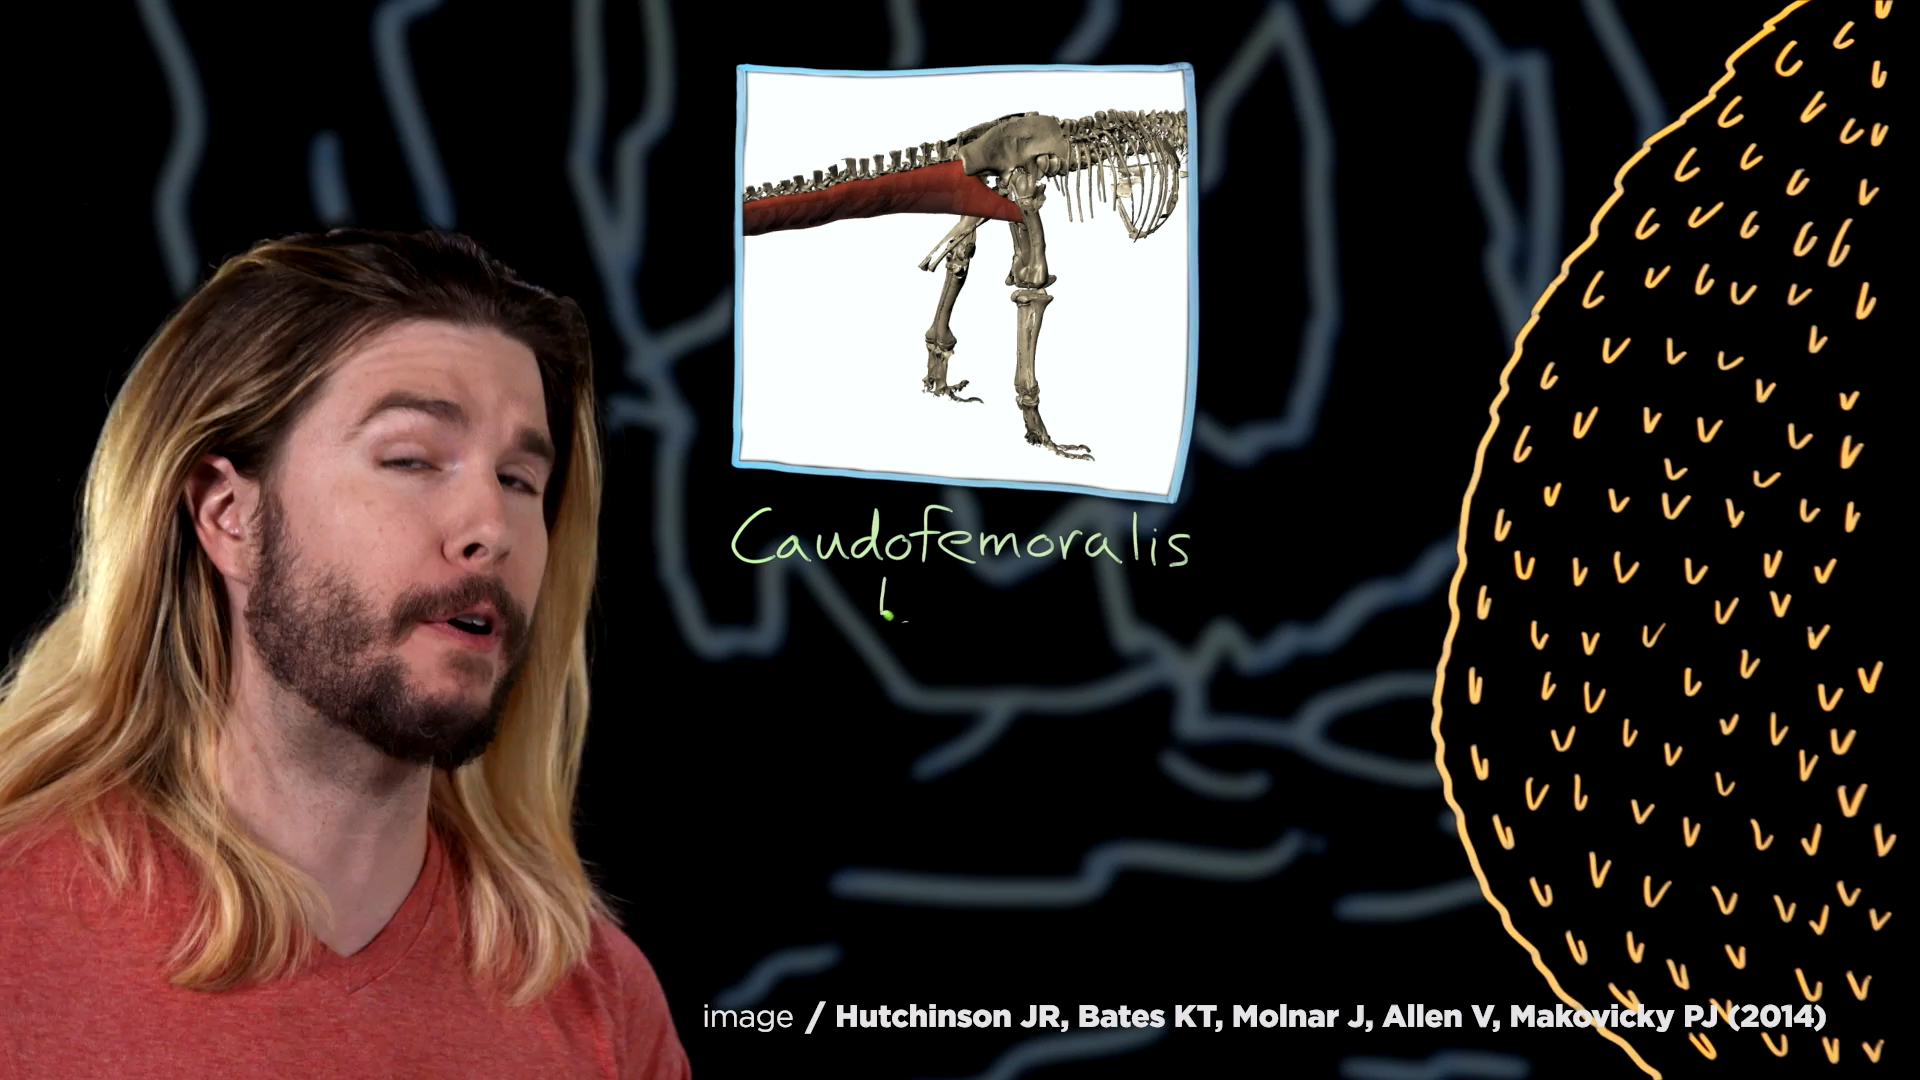 Caudofemoralis
image / Hutchinson JR, Bates KT, Molnar J, Allen V, Makovicky PJ (2014)